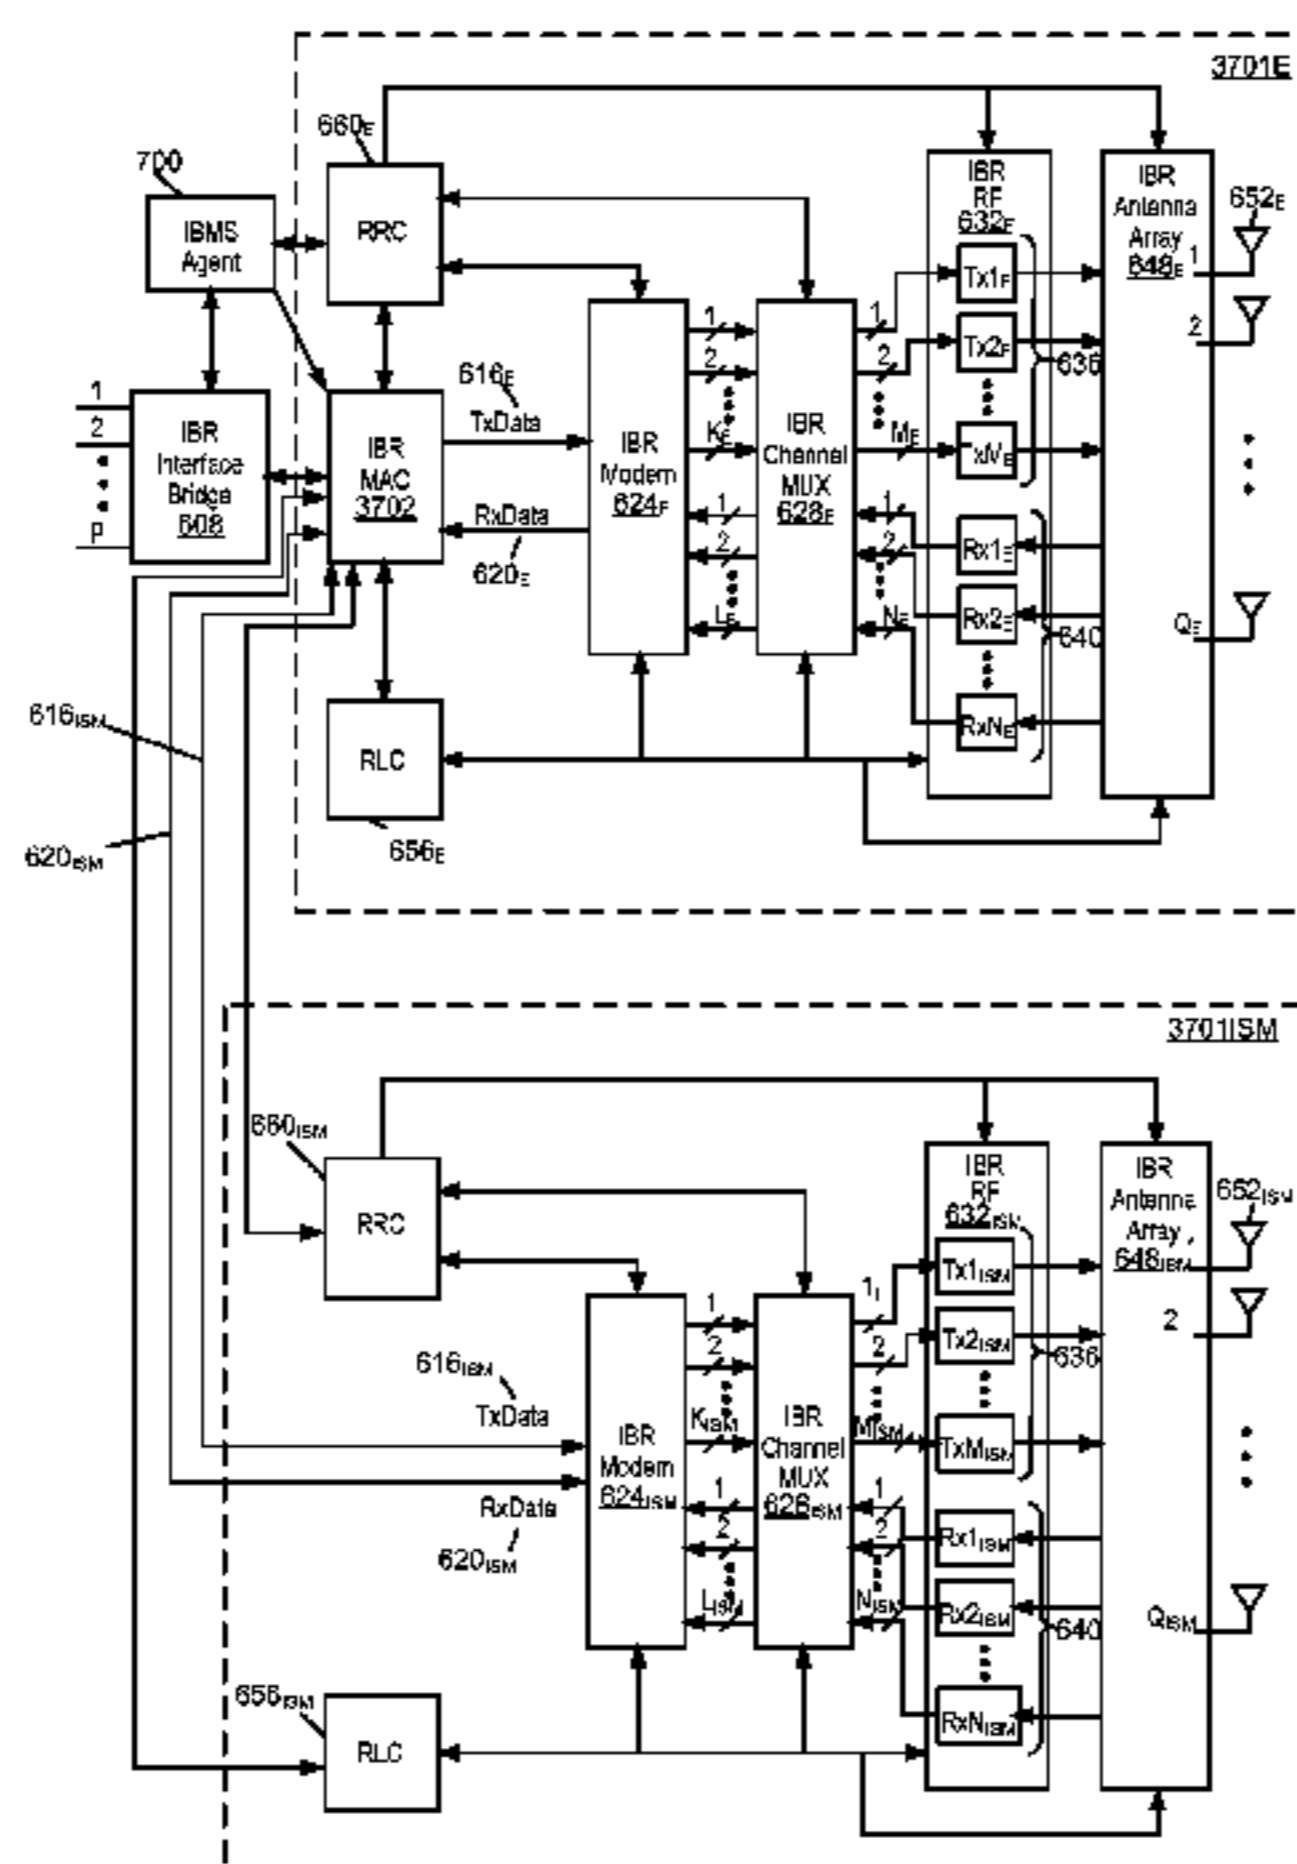 3701E
660E
700
IBMS
Agent
RRC
IBR
RF
632E
IBR
Antenna
Array
648E
652E
1
2
QE
Tx1E
Tx2E
TxME
636
Rx1E
Rx2E
RxNE
640
1
2
P
IBR
Interface
Bridge
608
IBR
MAC
3702
616E
TxData
RxData
620E
IBR
Modem
624E
1
2
KE
1
2
LE
IBR
Channel
MUX
628E
1
2
ME
1
2
NE
RLC
656E
616ISM
620ISM
3701ISM
660ISM
RRC
IBR
RF
632ISM
IBR
Antenna
Array
648ISM
652ISM
2
QISM
Tx1ISM
Tx2ISM
TxMISM
636
Rx1ISM
Rx2ISM
RxNISM
640
616ISM
TxData
RxData
620ISM
IBR
Modem
624ISM
1
2
KISM
1
2
LISM
IBR
Channel
MUX
628ISM
1
2
MISM
1
2
NISM
656ISM
RLC